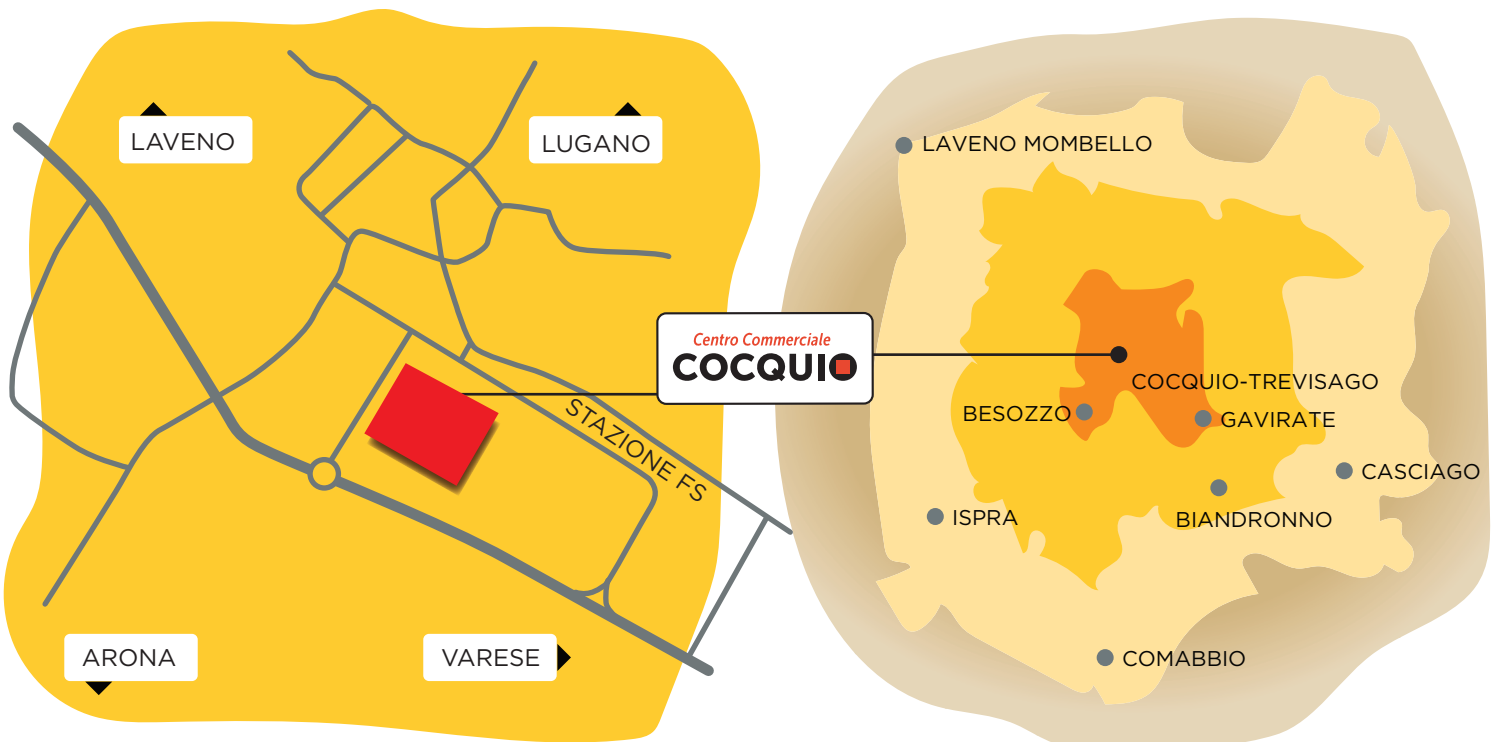 LAVENO
LUGANO
Centro Commerciale
COCQUIO
STAZIONE FS
ARONA
VARESE
LAVENO MOMBELLO
COCQUIO-TREVISAGO
BESOZZO
GAVIRATE
CASCIAGO
ISPRA
BIANDRONNO
COMABBIO